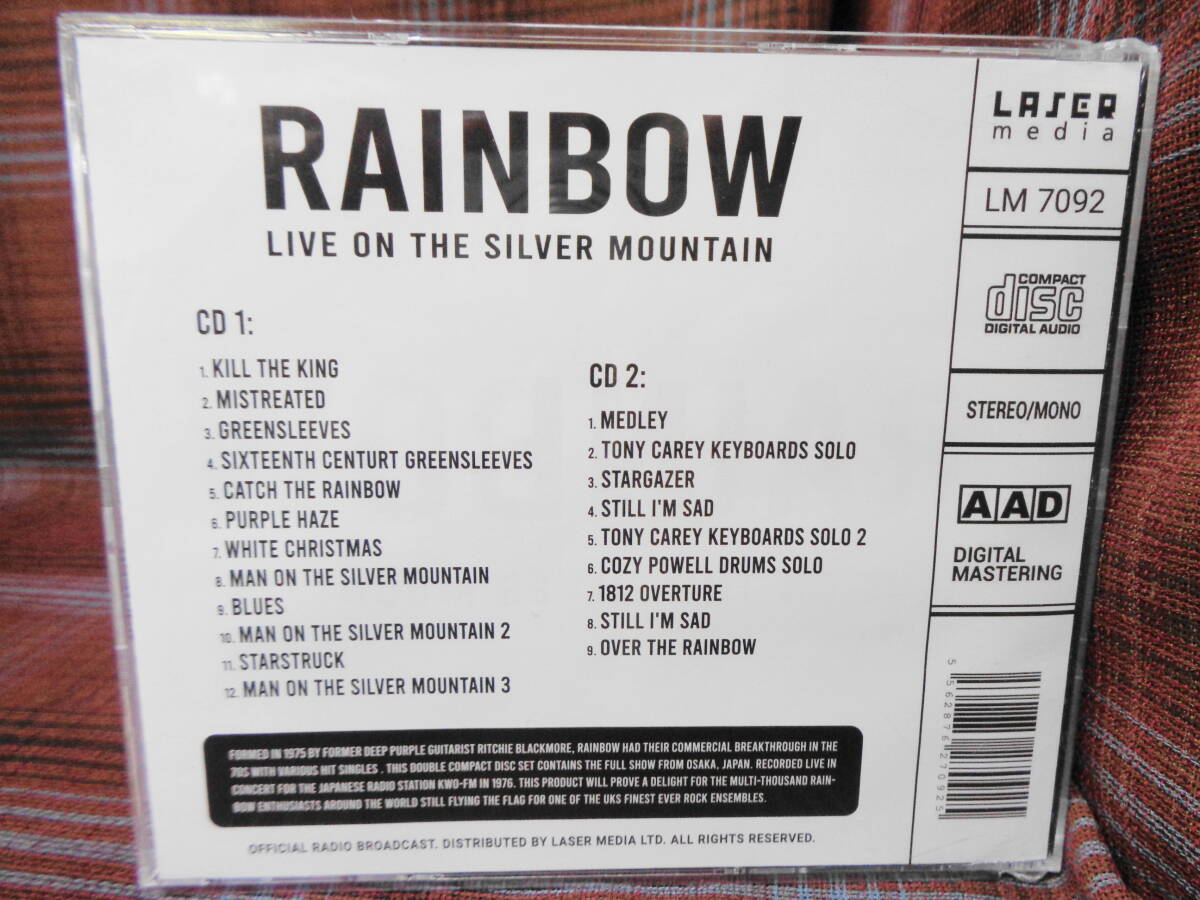 RAINBOW
LIVE ON THE SILVER MOUNTAIN
CD 1:
1. KILL THE KING
2. MISTREATED
3. GREENSLEEVES
4. SIXTEENTH CENTURT GREENSLEEVES
5. CATCH THE RAINBOW
6. PURPLE HAZE
7. WHITE CHRISTMAS
8. MAN ON THE SILVER MOUNTAIN
9. BLUES
10. MAN ON THE SILVER MOUNTAIN 2
11. STARSTRUCK
12. MAN ON THE SILVER MOUNTAIN 3
CD 2:
1. MEDLEY
2. TONY CAREY KEYBOARDS SOLO
3. STARGAZER
4. STILL I'M SAD
5. TONY CAREY KEYBOARDS SOLO 2
6. COZY POWELL DRUMS SOLO
7. 1812 OVERTURE
8. STILL I'M SAD
9. OVER THE RAINBOW
FORMED IN 1975 BY FORMER DEEP PURPLE GUITARIST RITCHIE BLACKMORE, RAINBOW HAD THEIR COMMERCIAL BREAKTHROUGH IN THE
70S WITH VARIOUS HIT SINGLES . THIS DOUBLE COMPACT DISC SET CONTAINS THE FULL SHOW FROM OSAKA, JAPAN. RECORDED LIVE IN
CONCERT FOR THE JAPANESE RADIO STATION KWO-FM IN 1976. THIS PRODUCT WILL PROVE A DELIGHT FOR THE MULTI-THOUSAND RAIN-
BOW ENTHUSIASTS AROUND THE WORLD STILL FLYING THE FLAG FOR ONE OF THE UKS FINEST EVER ROCK ENSEMBLES.
OFFICIAL RADIO BROADCAST. DISTRIBUTED BY LASER MEDIA LTD. ALL RIGHTS RESERVED.
LASER
media
LM 7092
COMPACT
disc
DIGITAL AUDIO
STEREO/MONO
AAD
DIGITAL
MASTERING
5 562876 270925